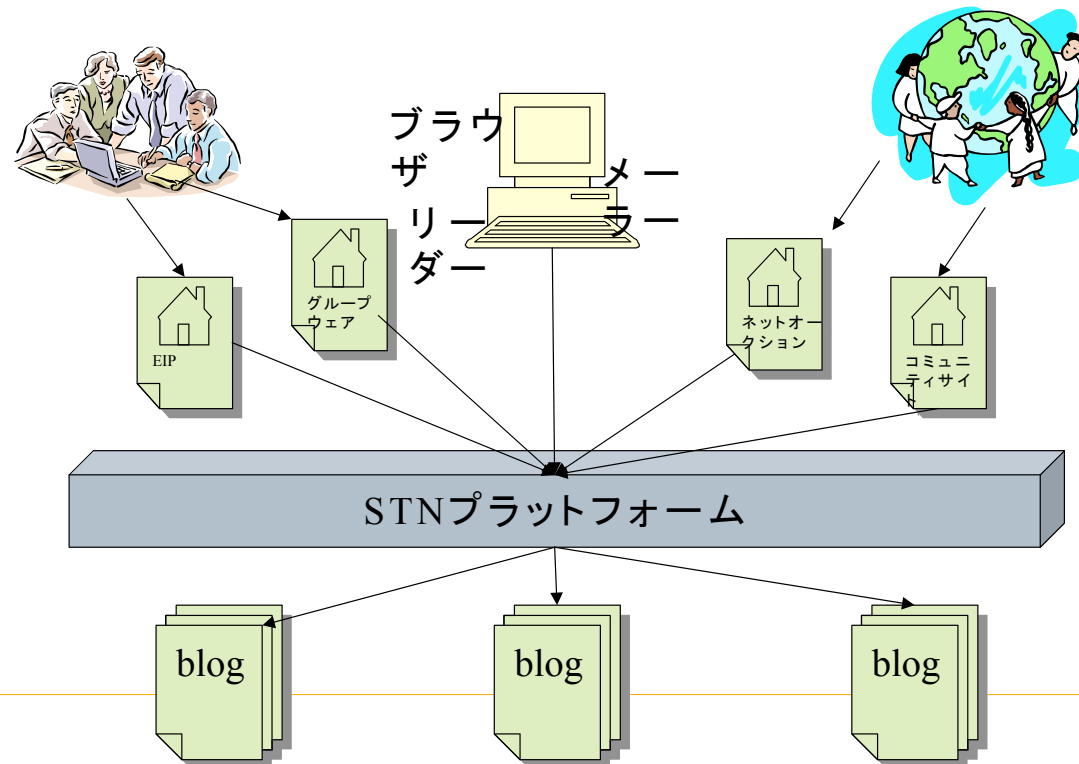 ブラウ
ザ
リー
ダー
メー
ラー
グループ
ウェア
EIP
ネットオー
クション
コミュニ
ティサイ
ト
STNプラットフォーム
blog
blog
blog